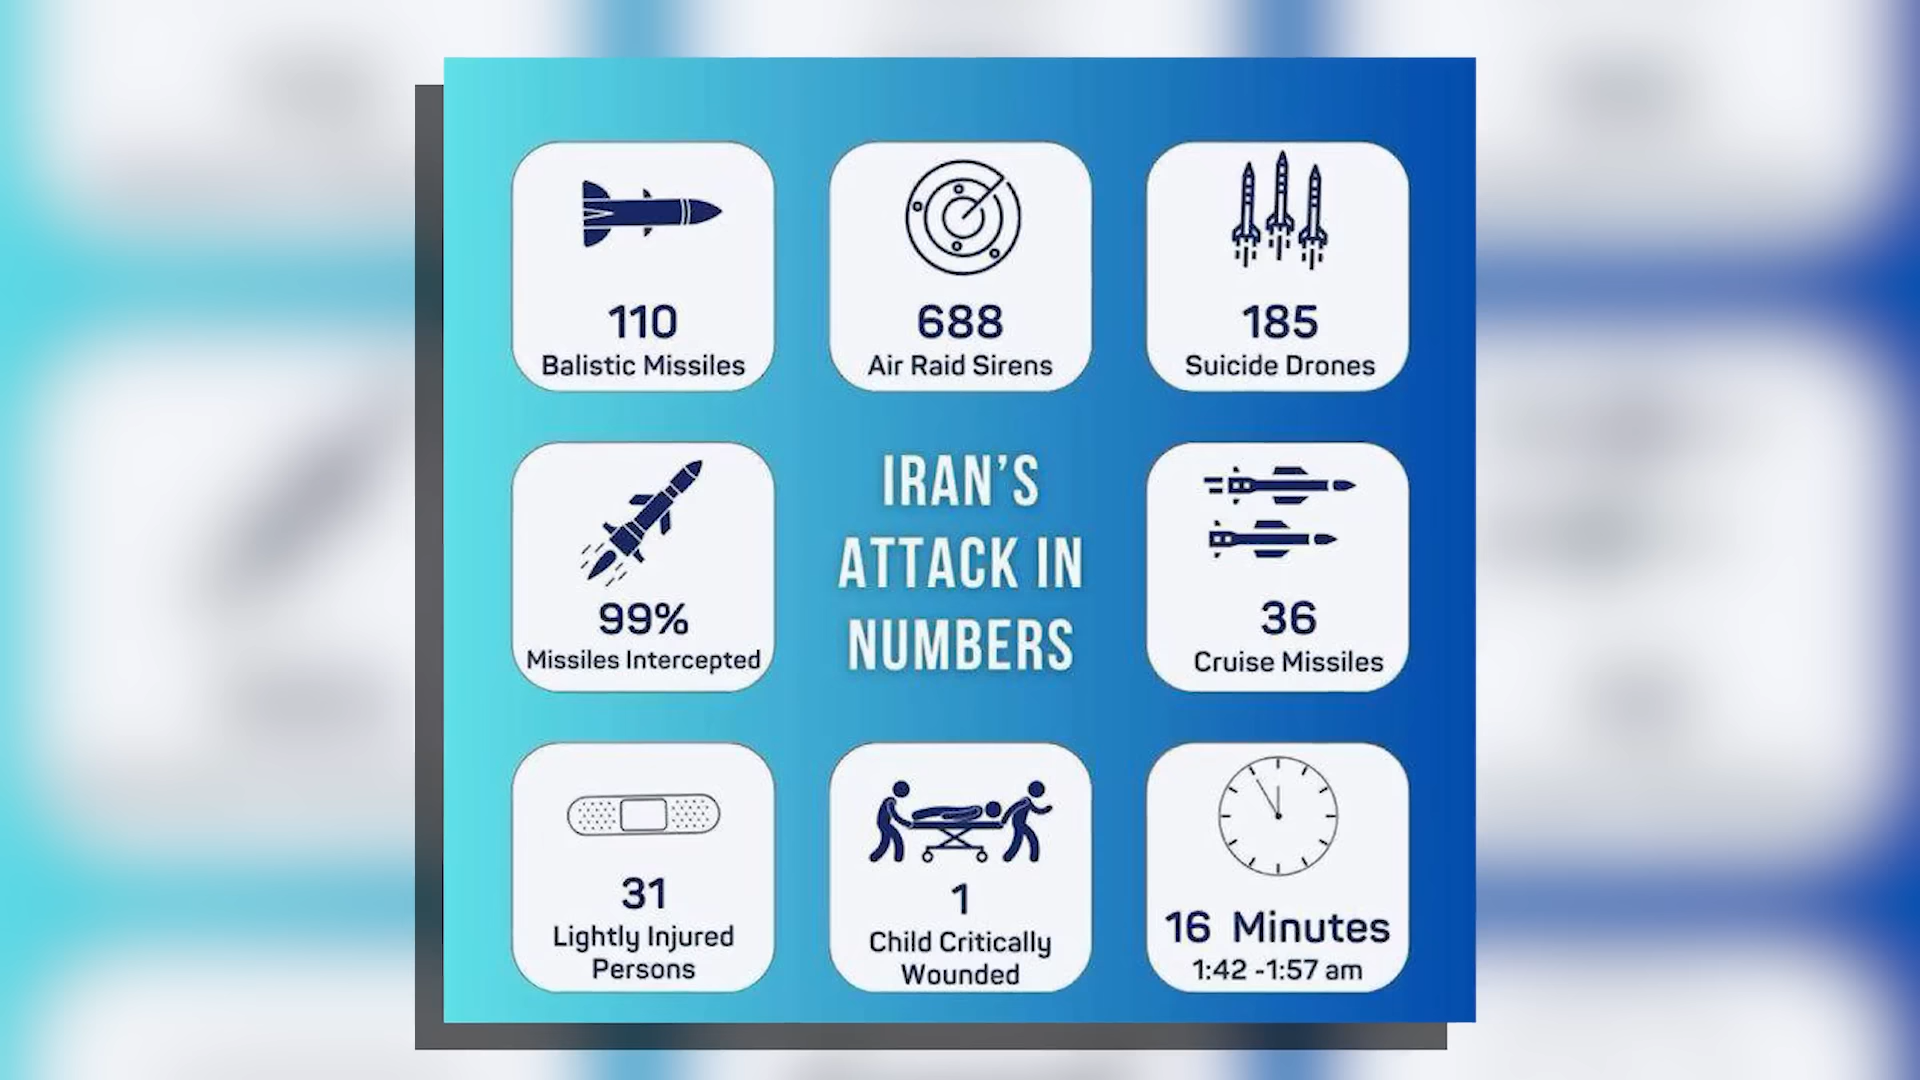 110
Balistic Missiles
688
Air Raid Sirens
185
Suicide Drones
99%
Missiles Intercepted
IRAN'S
ATTACK IN
NUMBERS
36
Cruise Missiles
31
Lightly Injured
Persons
1
Child Critically
Wounded
16 Minutes
1:42 -1:57 am